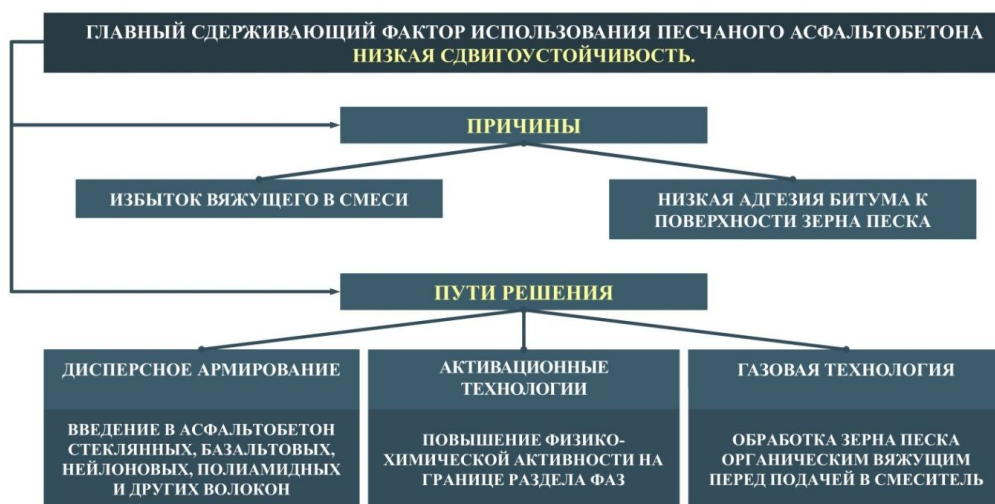 ГЛАВНЫЙ СДЕРЖИВАЮЩИЙ ФАКТОР ИСПОЛЬЗОВАНИЯ ПЕСЧАНОГО АСФАЛЬТОБЕТОНА
НИЗКАЯ СДВИГОУСТОЙЧИВОСТЬ.
ПРИЧИНЫ
ИЗБЫТОК ВЯЖУЩЕГО В СМЕСИ
НИЗКАЯ АДГЕЗИЯ БИТУМА К
ПОВЕРХНОСТИ ЗЕРНА ПЕСКА
ПУТИ РЕШЕНИЯ
ДИСПЕРСНОЕ АРМИРОВАНИЕ
ВВЕДЕНИЕ В АСФАЛЬТОБЕТОН
СТЕКЛЯННЫХ, БАЗАЛЬТОВЫХ,
НЕЙЛОНОВЫХ, ПОЛИАМИДНЫХ
И ДРУГИХ ВОЛОКОН
АКТИВАЦИОННЫЕ
ТЕХНОЛОГИИ
ПОВЫШЕНИЕ ФИЗИКО-
ХИМИЧЕСКОЙ АКТИВНОСТИ НА
ГРАНИЦЕ РАЗДЕЛА ФАЗ
ГАЗОВАЯ ТЕХНОЛОГИЯ
ОБРАБОТКА ЗЕРНА ПЕСКА
ОРГАНИЧЕСКИМ ВЯЖУЩИМ
ПЕРЕД ПОДАЧЕЙ В СМЕСИТЕЛЬ